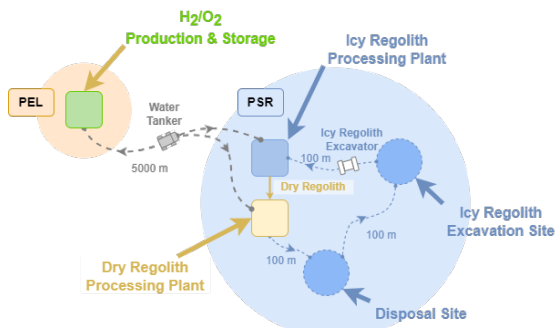 H₂/O₂
Production & Storage
Icy Regolith
Processing Plant
PEL
PSR
Water
Tanker
Icy Regolith
Excavator
100 m
5000 m
Dry Regolith
Icy Regolith
Excavation Site
100 m
100 m
Dry Regolith
Processing Plant
Disposal Site